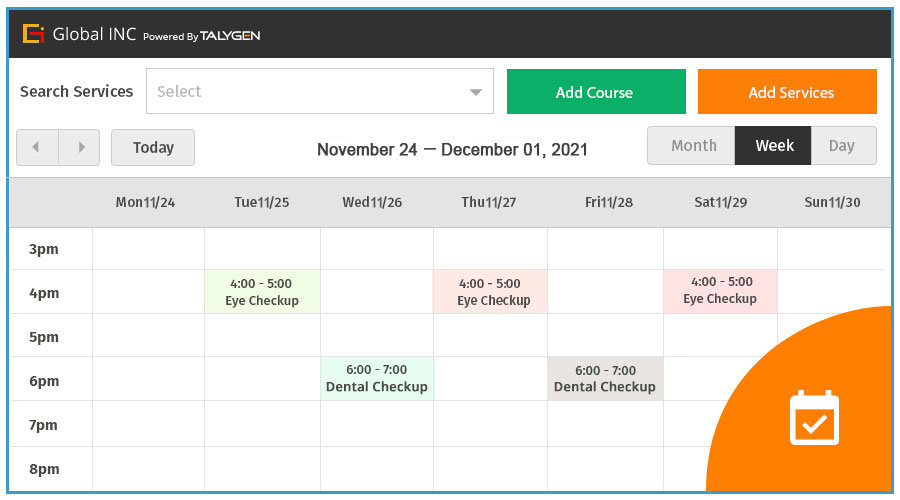 Global INC Powered By TALYGEN
Search Services Select Add Course Add Services
Today November 24 — December 01, 2021 Month Week Day
Mon11/24 Tue11/25 Wed11/26 Thu11/27 Fri11/28 Sat11/29 Sun11/30
3pm
4pm 4:00 - 5:00 4:00 - 5:00 4:00 - 5:00
Eye Checkup Eye Checkup Eye Checkup
5pm
6pm 6:00 - 7:00 6:00 - 7:00
Dental Checkup Dental Checkup
7pm
8pm